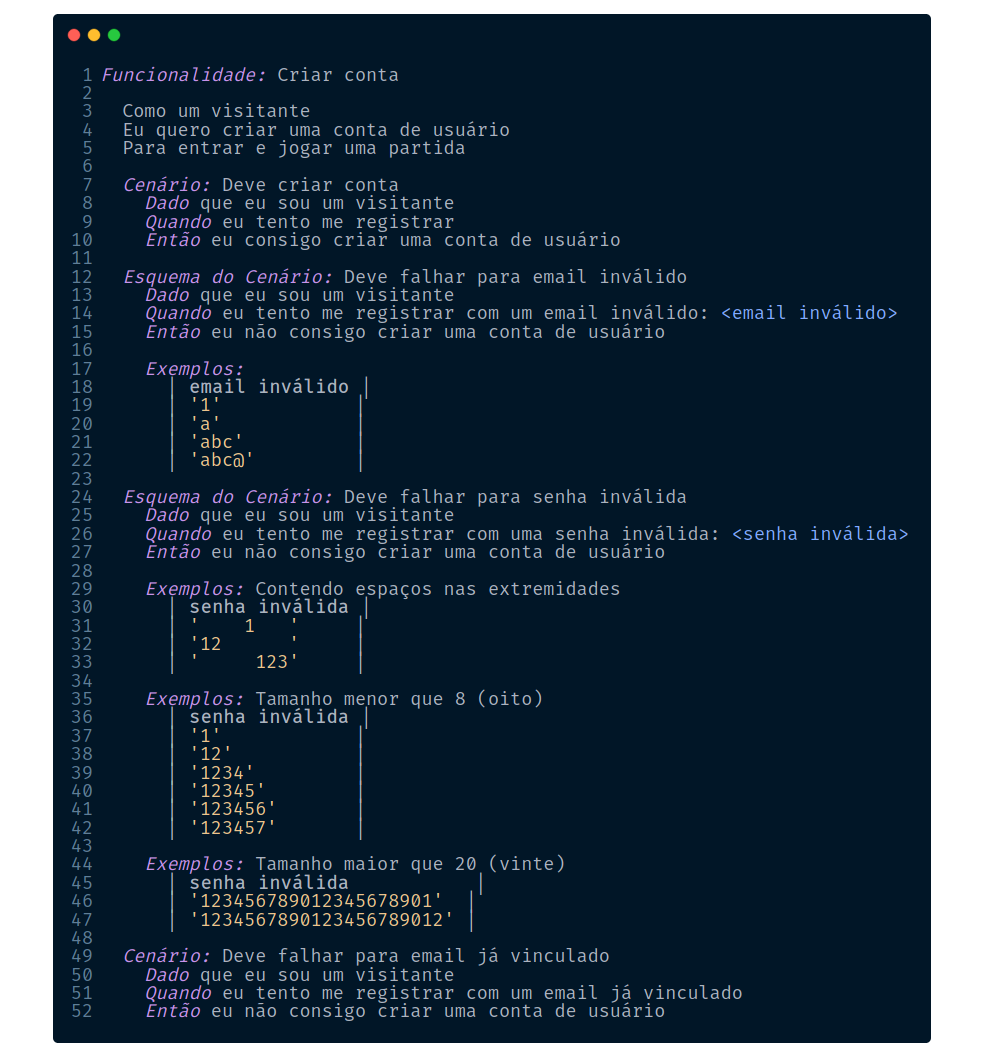 1 Funcionalidade: Criar conta
2
3 Como um visitante
4 Eu quero criar uma conta de usuário
5 Para entrar e jogar uma partida
6
7 Cenário: Deve criar conta
8 Dado que eu sou um visitante
9 Quando eu tento me registrar
10 Então eu consigo criar uma conta de usuário
11
12 Esquema do Cenário: Deve falhar para email inválido
13 Dado que eu sou um visitante
14 Quando eu tento me registrar com um email inválido: <email inválido>
15 Então eu não consigo criar uma conta de usuário
16
17 Exemplos:
18 | email inválido |
19 | '1' |
20 | 'a' |
21 | 'abc' |
22 | 'abc@' |
23
24 Esquema do Cenário: Deve falhar para senha inválida
25 Dado que eu sou um visitante
26 Quando eu tento me registrar com uma senha inválida: <senha inválida>
27 Então eu não consigo criar uma conta de usuário
28
29 Exemplos: Contendo espaços nas extremidades
30 | senha inválida |
31 | '    1   ' |
32 | '12      ' |
33 | '     123' |
34
35 Exemplos: Tamanho menor que 8 (oito)
36 | senha inválida |
37 | '1' |
38 | '12' |
39 | '1234' |
40 | '12345' |
41 | '123456' |
42 | '123457' |
43
44 Exemplos: Tamanho maior que 20 (vinte)
45 | senha inválida |
46 | '123456789012345678901' |
47 | '1234567890123456789012' |
48
49 Cenário: Deve falhar para email já vinculado
50 Dado que eu sou um visitante
51 Quando eu tento me registrar com um email já vinculado
52 Então eu não consigo criar uma conta de usuário